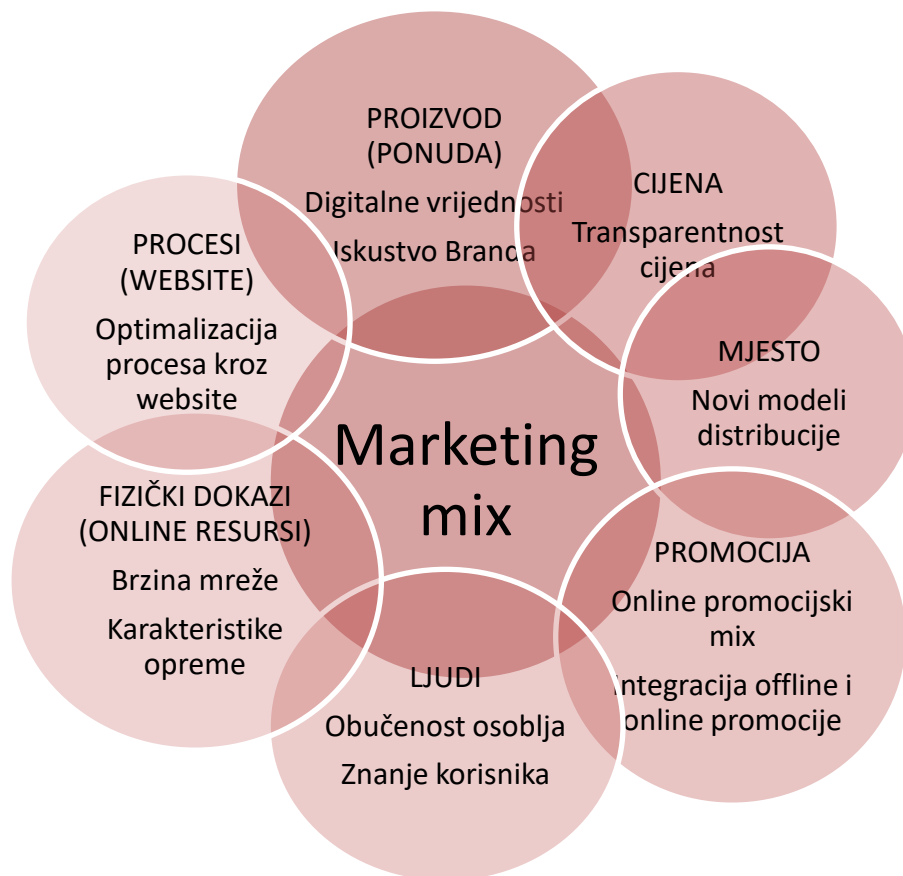 PROIZVOD
(PONUDA)
Digitalne vrijednosti
Iskustvo Branda
CIJENA
Transparentnost
cijena
MJESTO
Novi modeli
distribucije
PROMOCIJA
Online promocijski
mix
Integracija offline i
online promocije
LJUDI
Obučenost osoblja
Znanje korisnika
FIZIČKI DOKAZI
(ONLINE RESURSI)
Brzina mreže
Karakteristike
opreme
PROCESI
(WEBSITE)
Optimalizacija
procesa kroz
website
Marketing
mix